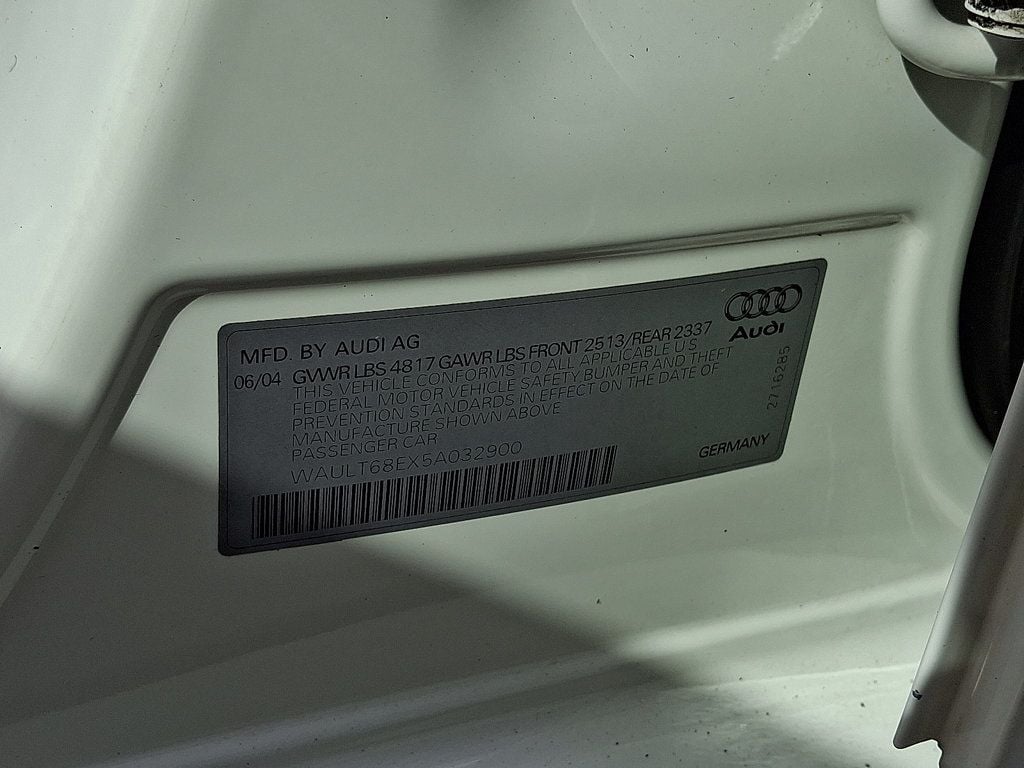 Audi
MFD. BY AUDI AG
06/04 GVWR LBS 4817 GAWR LBS FRONT 2513/REAR 2337
THIS VEHICLE CONFORMS TO ALL APPLICABLE U S
FEDERAL MOTOR VEHICLE SAFETY BUMPER AND THEFT
PREVENTION STANDARDS IN EFFECT ON THE DATE OF
MANUFACTURE SHOWN ABOVE
PASSENGER CAR
WAULT68EX5A032900
GERMANY
2716285